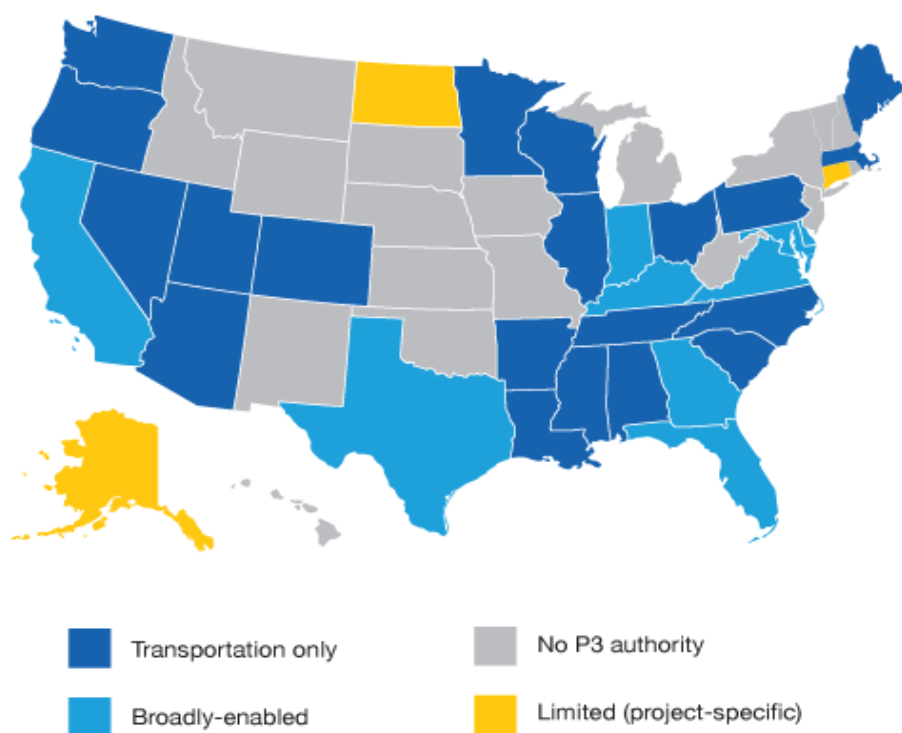 Transportation only
No P3 authority
Broadly-enabled
Limited (project-specific)